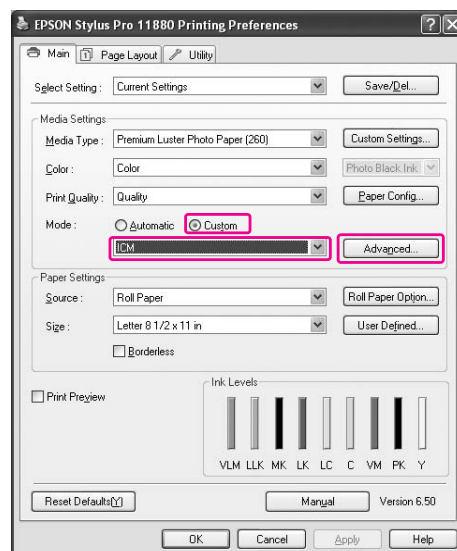 EPSON Stylus Pro 11880 Printing Preferences
Main Page Layout Utility
Select Setting : Current Settings Save/Del...
Media Settings
Media Type : Premium Luster Photo Paper (260) Custom Settings...
Color : Color Photo Black Ink
Print Quality : Quality Paper Config...
Mode : Automatic Custom
ICM Advanced...
Paper Settings
Source : Roll Paper Roll Paper Option...
Size : Letter 8 1/2 x 11 in User Defined...
Borderless
Print Preview
Ink Levels
VLM LLK MK LK LC C VM PK Y
Reset Defaults(Y) Manual Version 6.50
OK Cancel Apply Help